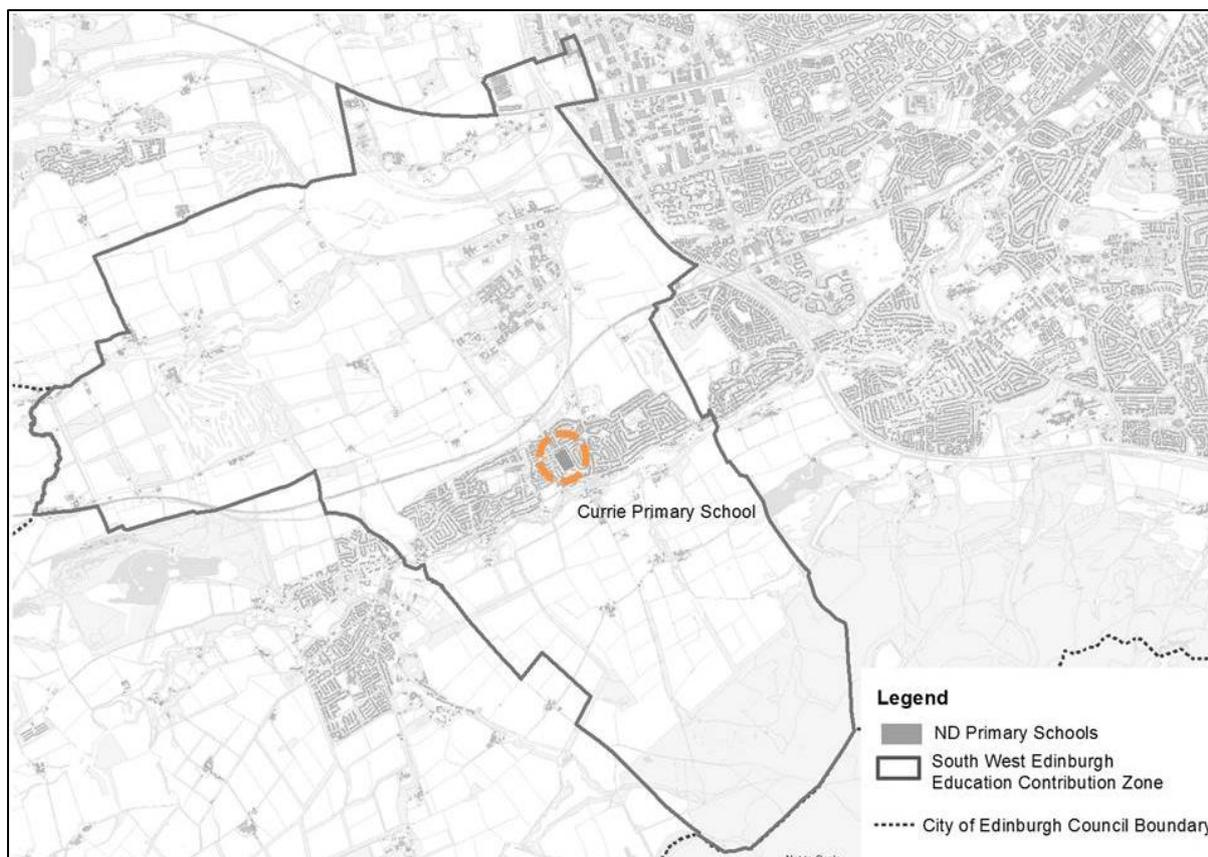 Currie Primary School
Legend
ND Primary Schools
South West Edinburgh
Education Contribution Zone
City of Edinburgh Council Boundary